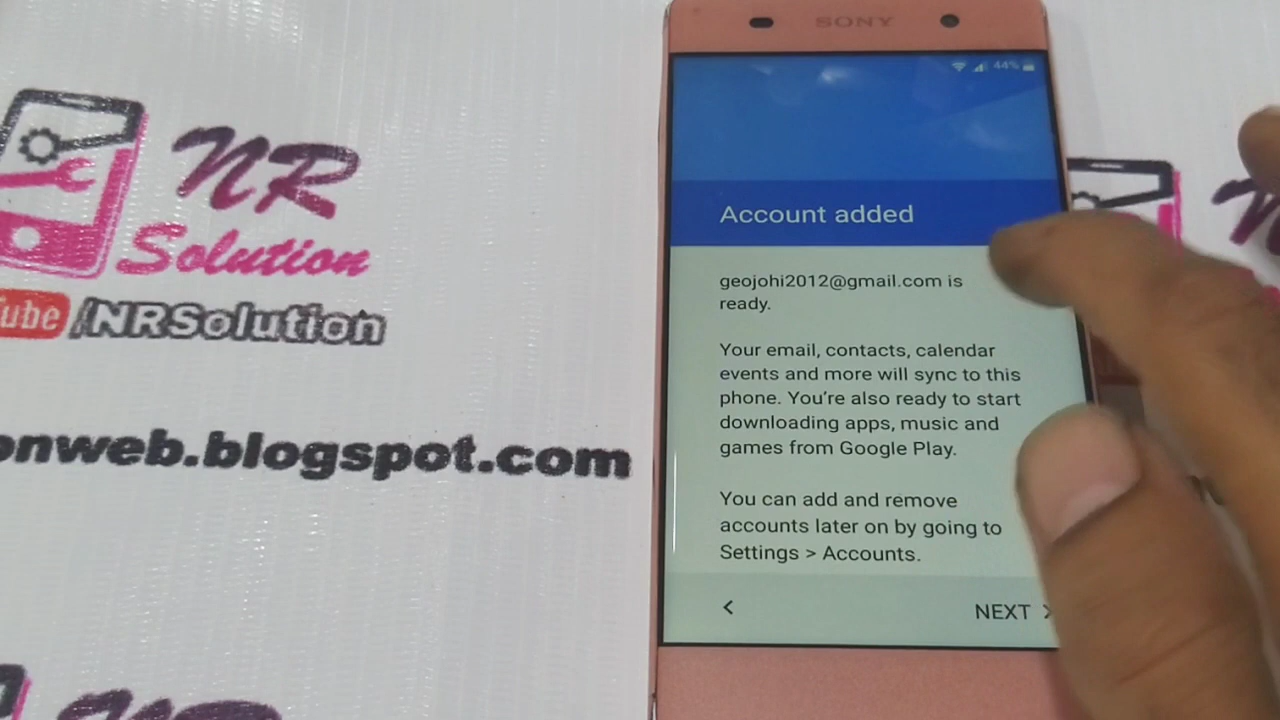 SONY
44%
Account added
geojohi2012@gmail.com is
ready.
Your email, contacts, calendar
events and more will sync to this
phone. You're also ready to start
downloading apps, music and
games from Google Play.
You can add and remove
accounts later on by going to
Settings > Accounts.
NEXT
NR
Solution
ube /NRSolution
onweb.blogspot.com